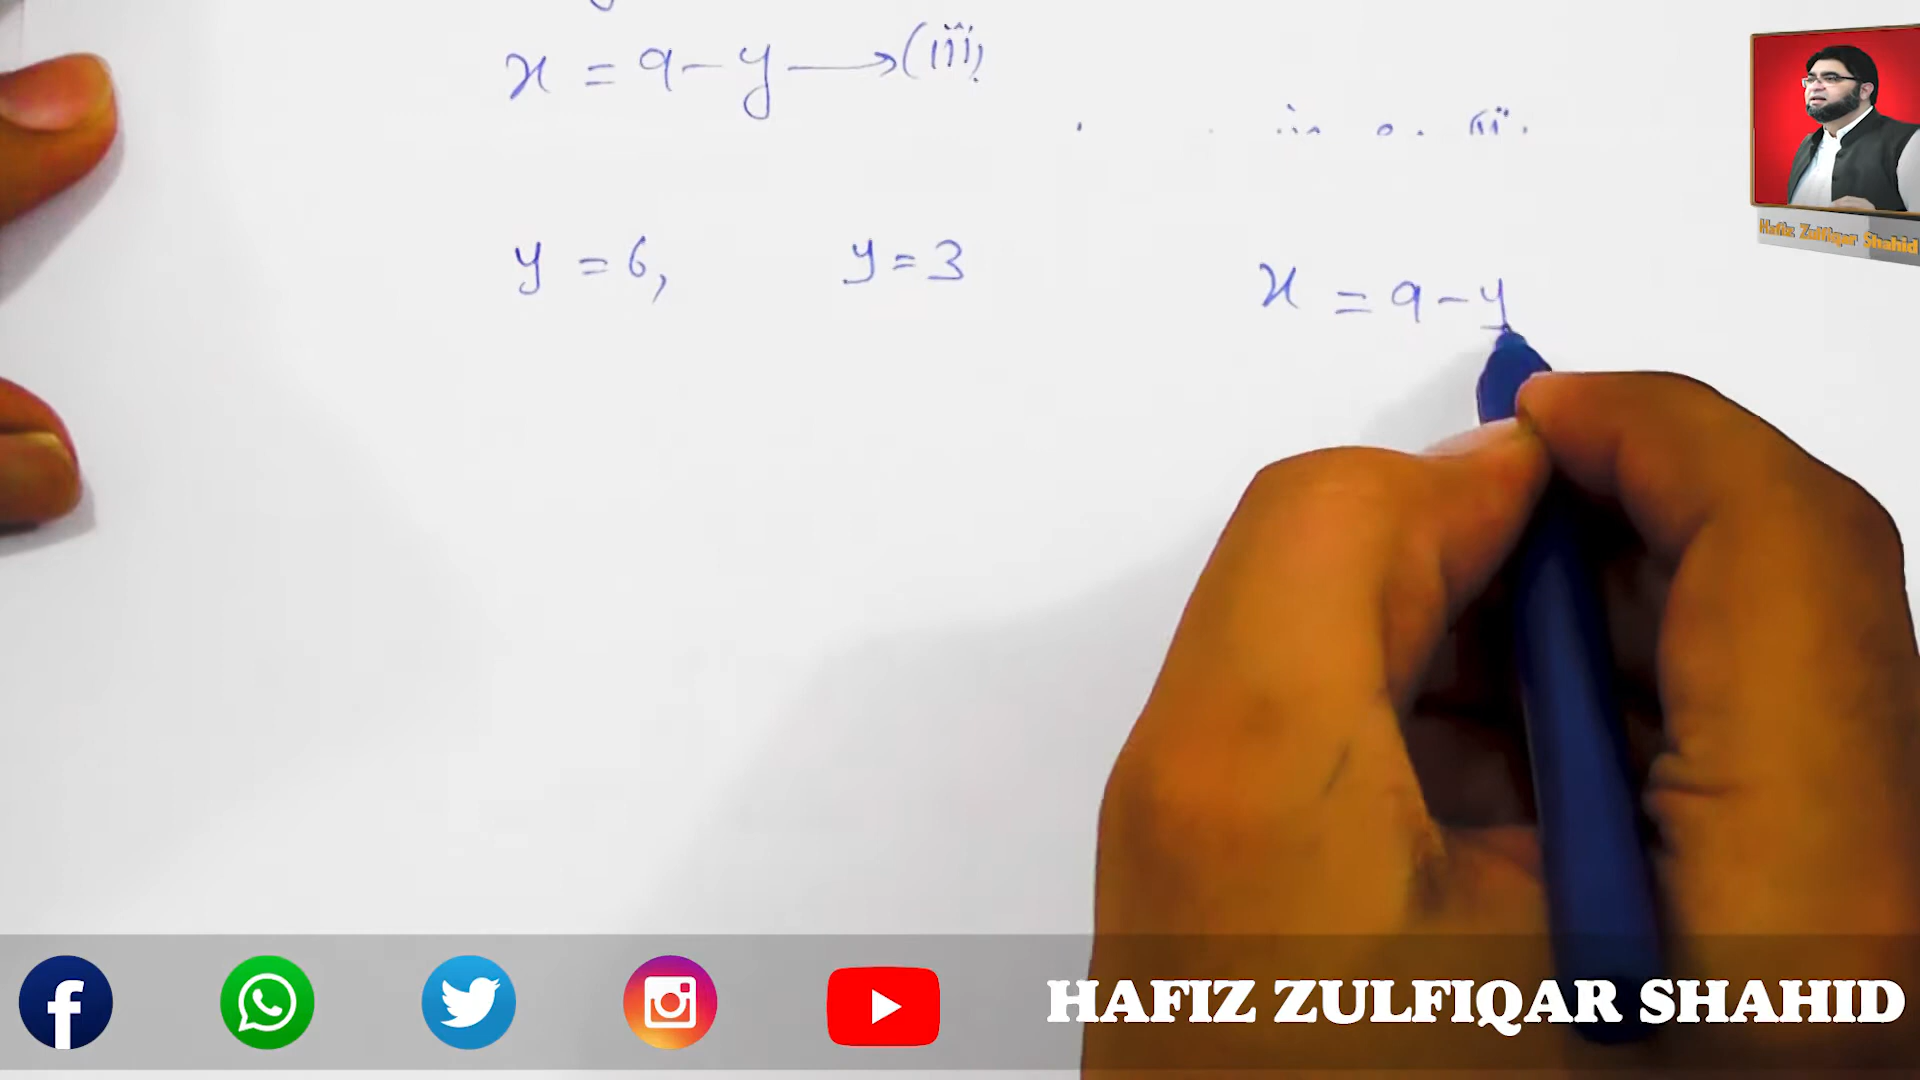 x = 9 - y → (iii)
y = 6, y = 3
x = 9 - y
Hafiz Zulfiqar Shahid
HAFIZ ZULFIQAR SHAHID